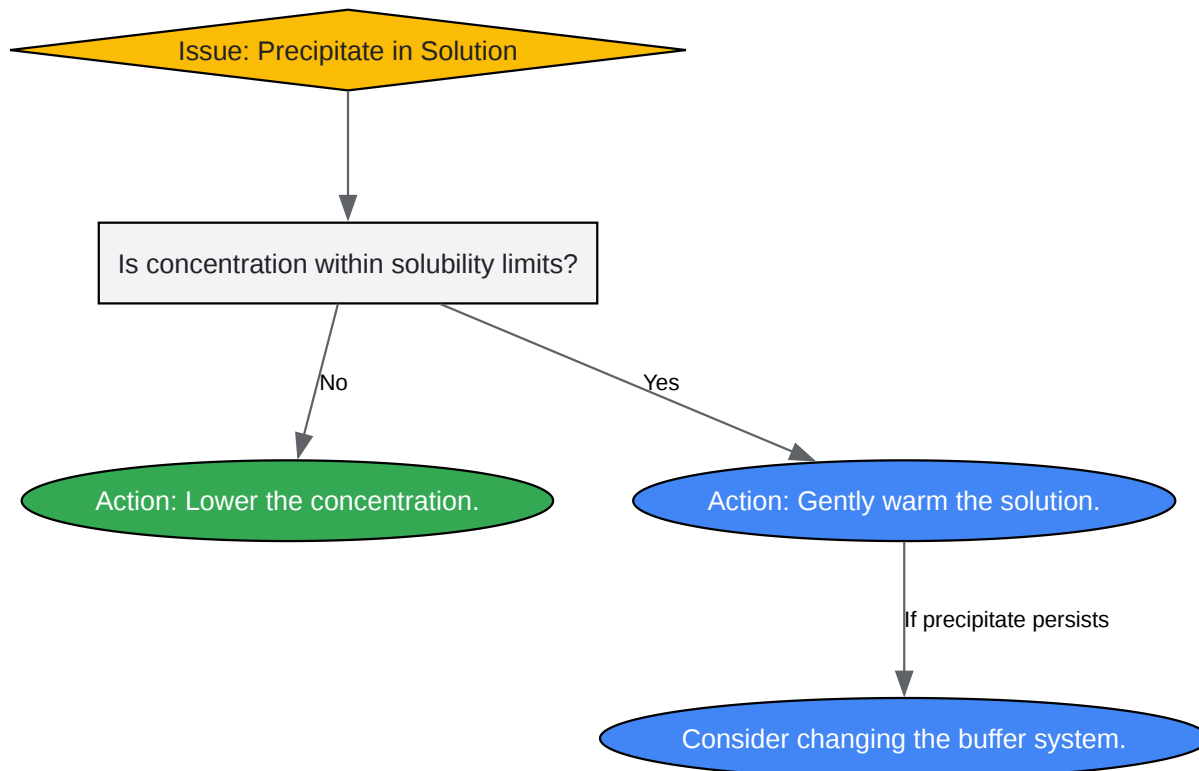 Issue: Precipitate in Solution
Is concentration within solubility limits?
No
Yes
Action: Lower the concentration.
Action: Gently warm the solution.
If precipitate persists
Consider changing the buffer system.